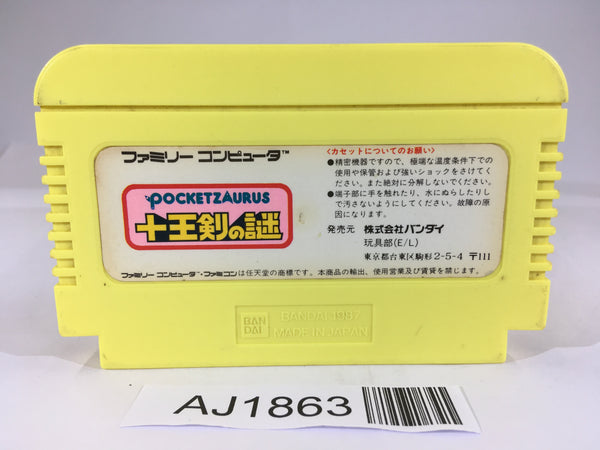 ファミリー コンピュータ™
POCKETZAURUS
十王剣の謎
〈カセットについてのお願い〉
●精密機器ですので、極端な温度条件下での
使用や保管および強いショックをさけてく
ださい。また絶対に分解しないでください。
●端子部に手を触れたり、水にぬらしたりし
て汚さないようにしてください。故障の原
因になります。
発売元 株式会社バンダイ
玩具部(E/L)
東京都台東区駒形2-5-4 〒111
ファミリー コンピュータ™・ファミコンは任天堂の商標です。本商品の輸出、使用営業及び賃貸を禁じます。
BAN
DAI
BANDAI 1987
MADE IN JAPAN
AJ1863